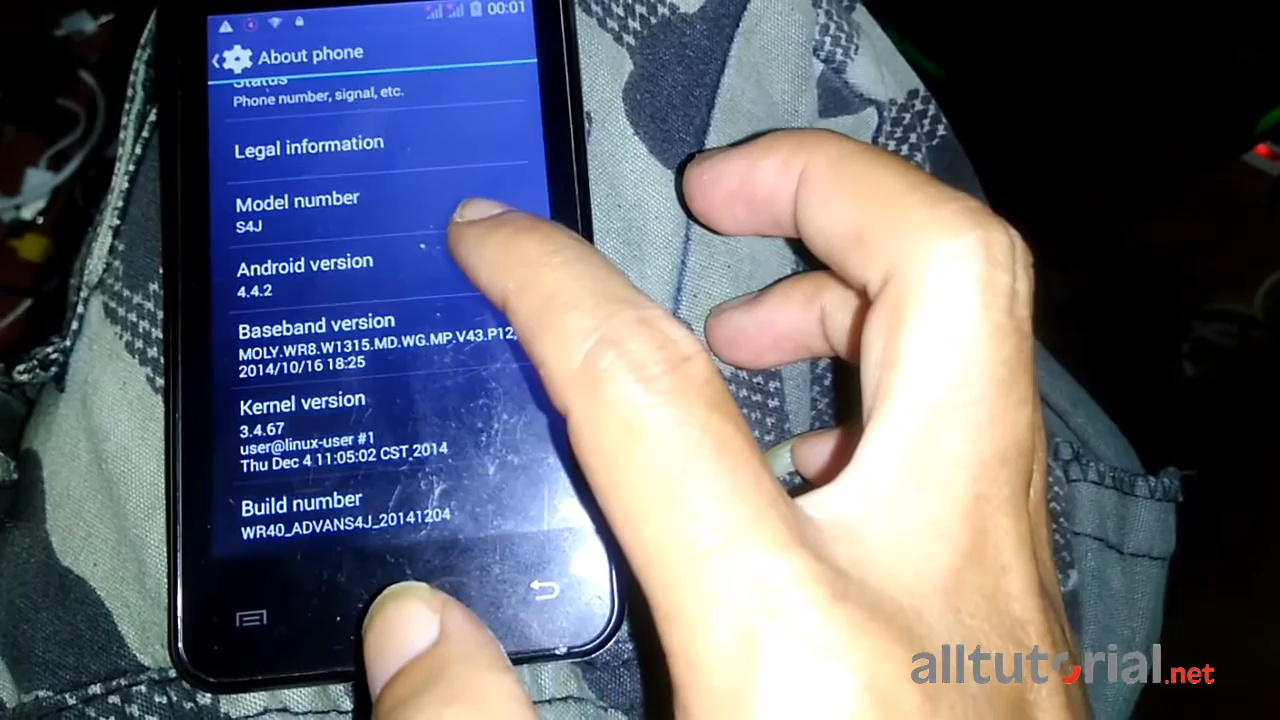 00:01
About phone
Status
Phone number, signal, etc.
Legal information
Model number
S4J
Android version
4.4.2
Baseband version
MOLY.WR8.W1315.MD.WG.MP.V43.P12,
2014/10/16 18:25
Kernel version
3.4.67
user@linux-user #1
Thu Dec 4 11:05:02 CST 2014
Build number
WR40_ADVANS4J_20141204
alltutorial.net